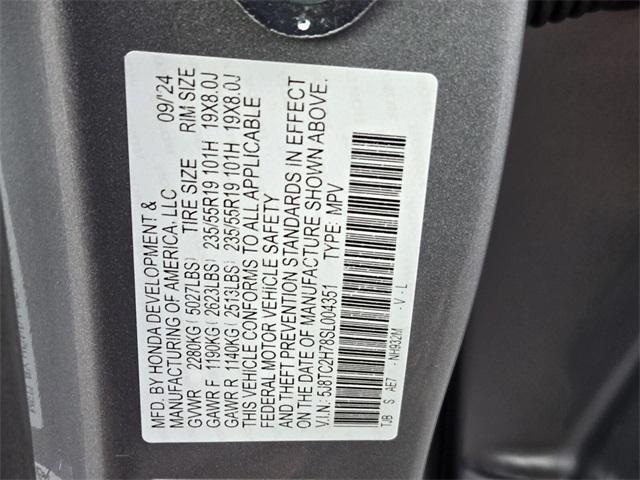 MFD. BY HONDA DEVELOPMENT & 09/'24
MANUFACTURING OF AMERICA, LLC
GVWR 2280KG(5027LBS) TIRE SIZE RIM SIZE
GAWR F 1190KG(2623LBS) 235/55R19 101H 19X8.0J
GAWR R 1140KG(2513LBS) 235/55R19 101H 19X8.0J
THIS VEHICLE CONFORMS TO ALL APPLICABLE
FEDERAL MOTOR VEHICLE SAFETY
AND THEFT PREVENTION STANDARDS IN EFFECT
ON THE DATE OF MANUFACTURE SHOWN ABOVE.
V.I.N.: 5J8TC2H78SL004351 TYPE: MPV
TJB S AE7 -NH932M -V-L